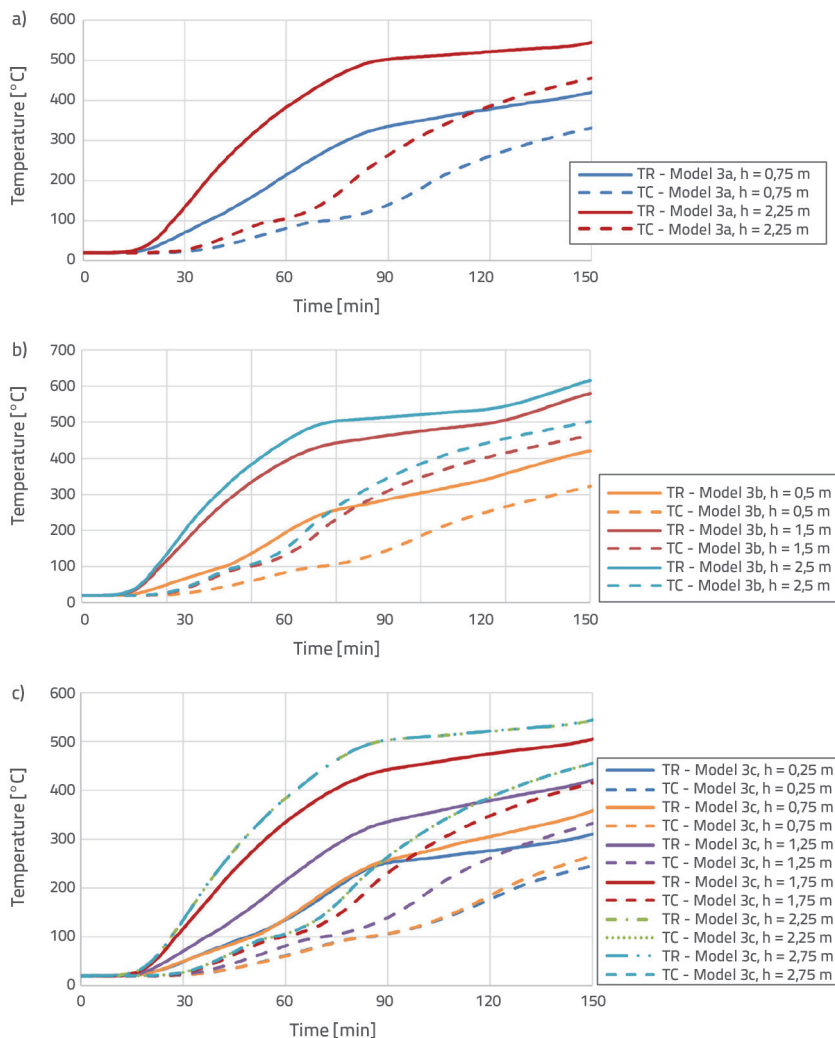 a)
600
500
400
300
200
100
0
Temperature [°C]
0 30 60 90 120 150
Time [min]
TR - Model 3a, h = 0,75 m
TC - Model 3a, h = 0,75 m
TR - Model 3a, h = 2,25 m
TC - Model 3a, h = 2,25 m
b)
700
600
500
400
300
200
100
0
Temperature [°C]
0 30 60 90 120 150
Time [min]
TR - Model 3b, h = 0,5 m
TC - Model 3b, h = 0,5 m
TR - Model 3b, h = 1,5 m
TC - Model 3b, h = 1,5 m
TR - Model 3b, h = 2,5 m
TC - Model 3b, h = 2,5 m
c)
600
500
400
300
200
100
0
Temperature [°C]
0 30 60 90 120 150
Time [min]
TR - Model 3c, h = 0,25 m
TC - Model 3c, h = 0,25 m
TR - Model 3c, h = 0,75 m
TC - Model 3c, h = 0,75 m
TR - Model 3c, h = 1,25 m
TC - Model 3c, h = 1,25 m
TR - Model 3c, h = 1,75 m
TC - Model 3c, h = 1,75 m
TR - Model 3c, h = 2,25 m
TC - Model 3c, h = 2,25 m
TR - Model 3c, h = 2,75 m
TC - Model 3c, h = 2,75 m